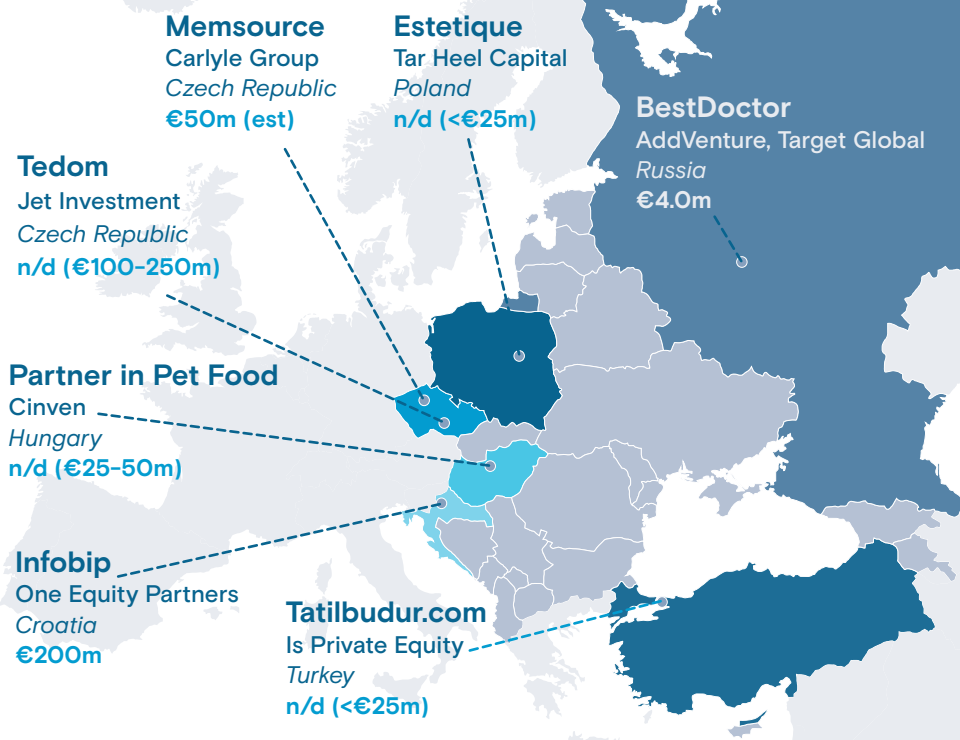 Memsource
Carlyle Group
Czech Republic
€50m (est)
Estetique
Tar Heel Capital
Poland
n/d (<€25m)
BestDoctor
AddVenture, Target Global
Russia
€4.0m
Tedom
Jet Investment
Czech Republic
n/d (€100-250m)
Partner in Pet Food
Cinven
Hungary
n/d (€25-50m)
Infobip
One Equity Partners
Croatia
€200m
Tatilbudur.com
Is Private Equity
Turkey
n/d (<€25m)